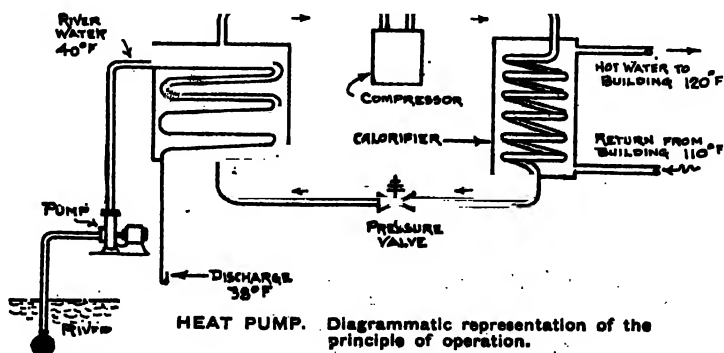 RIVER
WATER
40°F
COMPRESSOR
HOT WATER TO
BUILDING 120°F
CALORIFIER
RETURN FROM
BUILDING 110°F
PUMP
PRESSURE
VALVE
DISCHARGE
38°F
RIVER
HEAT PUMP. Diagrammatic representation of the
principle of operation.